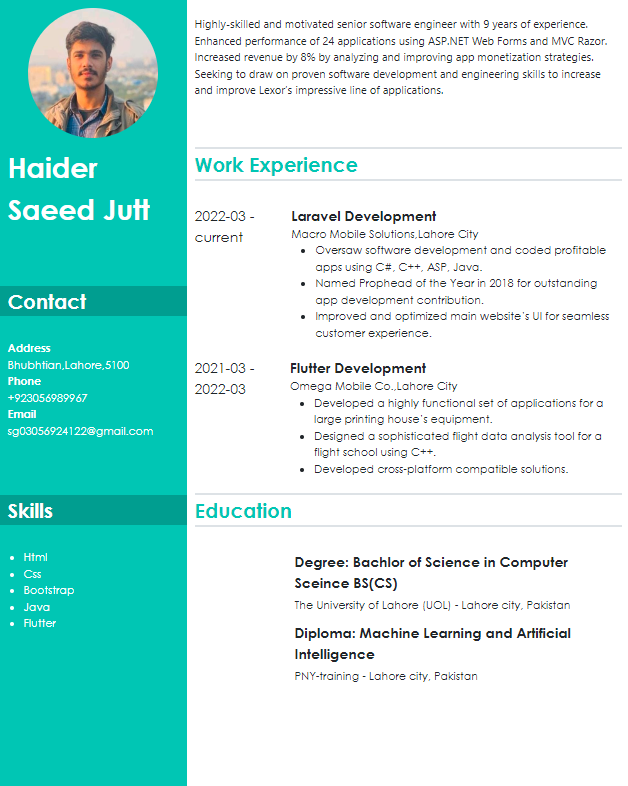 Haider
Saeed Jutt
Contact
Address
Bhubhtian,Lahore,5100
Phone
+923056989967
Email
sg03056924122@gmail.com
Skills
Html
Css
Bootstrap
Java
Flutter
Highly-skilled and motivated senior software engineer with 9 years of experience.
Enhanced performance of 24 applications using ASP.NET Web Forms and MVC Razor.
Increased revenue by 8% by analyzing and improving app monetization strategies.
Seeking to draw on proven software development and engineering skills to increase
and improve Lexor's impressive line of applications.
Work Experience
2022-03 -
current
Laravel Development
Macro Mobile Solutions,Lahore City
Oversaw software development and coded profitable
apps using C#, C++, ASP, Java.
Named Prophead of the Year in 2018 for outstanding
app development contribution.
Improved and optimized main website´s UI for seamless
customer experience.
2021-03 -
2022-03
Flutter Development
Omega Mobile Co.,Lahore City
Developed a highly functional set of applications for a
large printing house´s equipment.
Designed a sophisticated flight data analysis tool for a
flight school using C++.
Developed cross-platform compatible solutions.
Education
Degree: Bachlor of Science in Computer
Sceince BS(CS)
The University of Lahore (UOL) - Lahore city, Pakistan
Diploma: Machine Learning and Artificial
Intelligence
PNY-training - Lahore city, Pakistan